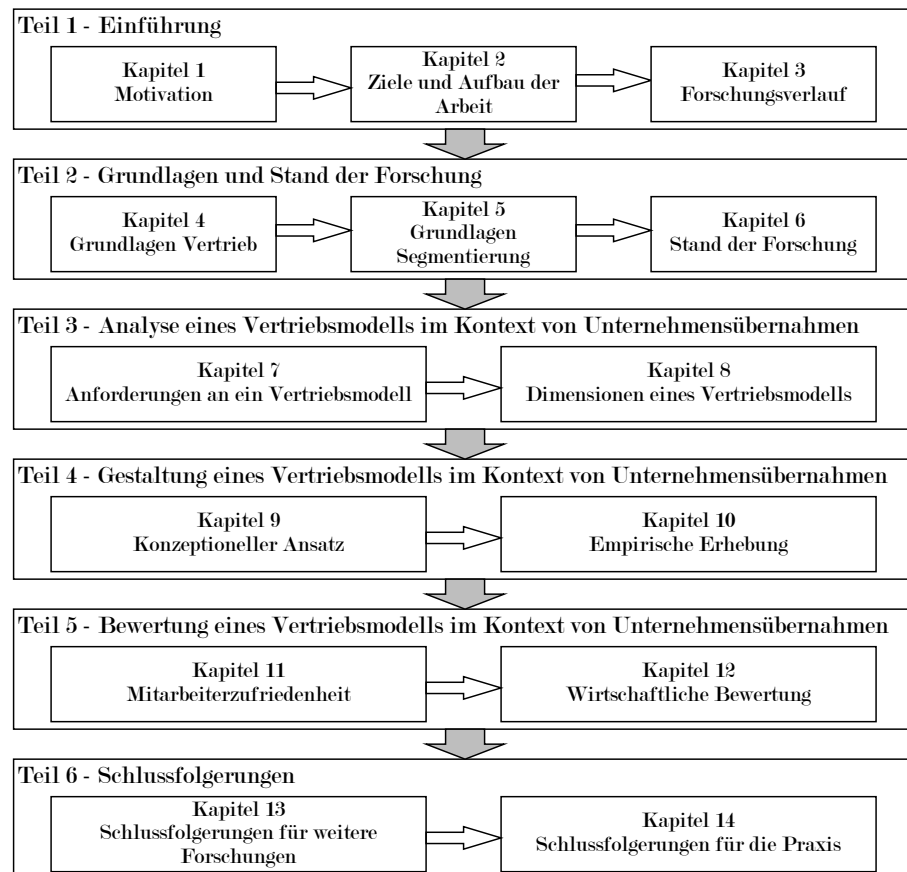 Teil 1 - Einführung
Kapitel 1
Motivation
Kapitel 2
Ziele und Aufbau der
Arbeit
Kapitel 3
Forschungsverlauf
Teil 2 - Grundlagen und Stand der Forschung
Kapitel 4
Grundlagen Vertrieb
Kapitel 5
Grundlagen
Segmentierung
Kapitel 6
Stand der Forschung
Teil 3 - Analyse eines Vertriebsmodells im Kontext von Unternehmensübernahmen
Kapitel 7
Anforderungen an ein Vertriebsmodell
Kapitel 8
Dimensionen eines Vertriebsmodells
Teil 4 - Gestaltung eines Vertriebsmodells im Kontext von Unternehmensübernahmen
Kapitel 9
Konzeptioneller Ansatz
Kapitel 10
Empirische Erhebung
Teil 5 - Bewertung eines Vertriebsmodells im Kontext von Unternehmensübernahmen
Kapitel 11
Mitarbeiterzufriedenheit
Kapitel 12
Wirtschaftliche Bewertung
Teil 6 - Schlussfolgerungen
Kapitel 13
Schlussfolgerungen für weitere
Forschungen
Kapitel 14
Schlussfolgerungen für die Praxis